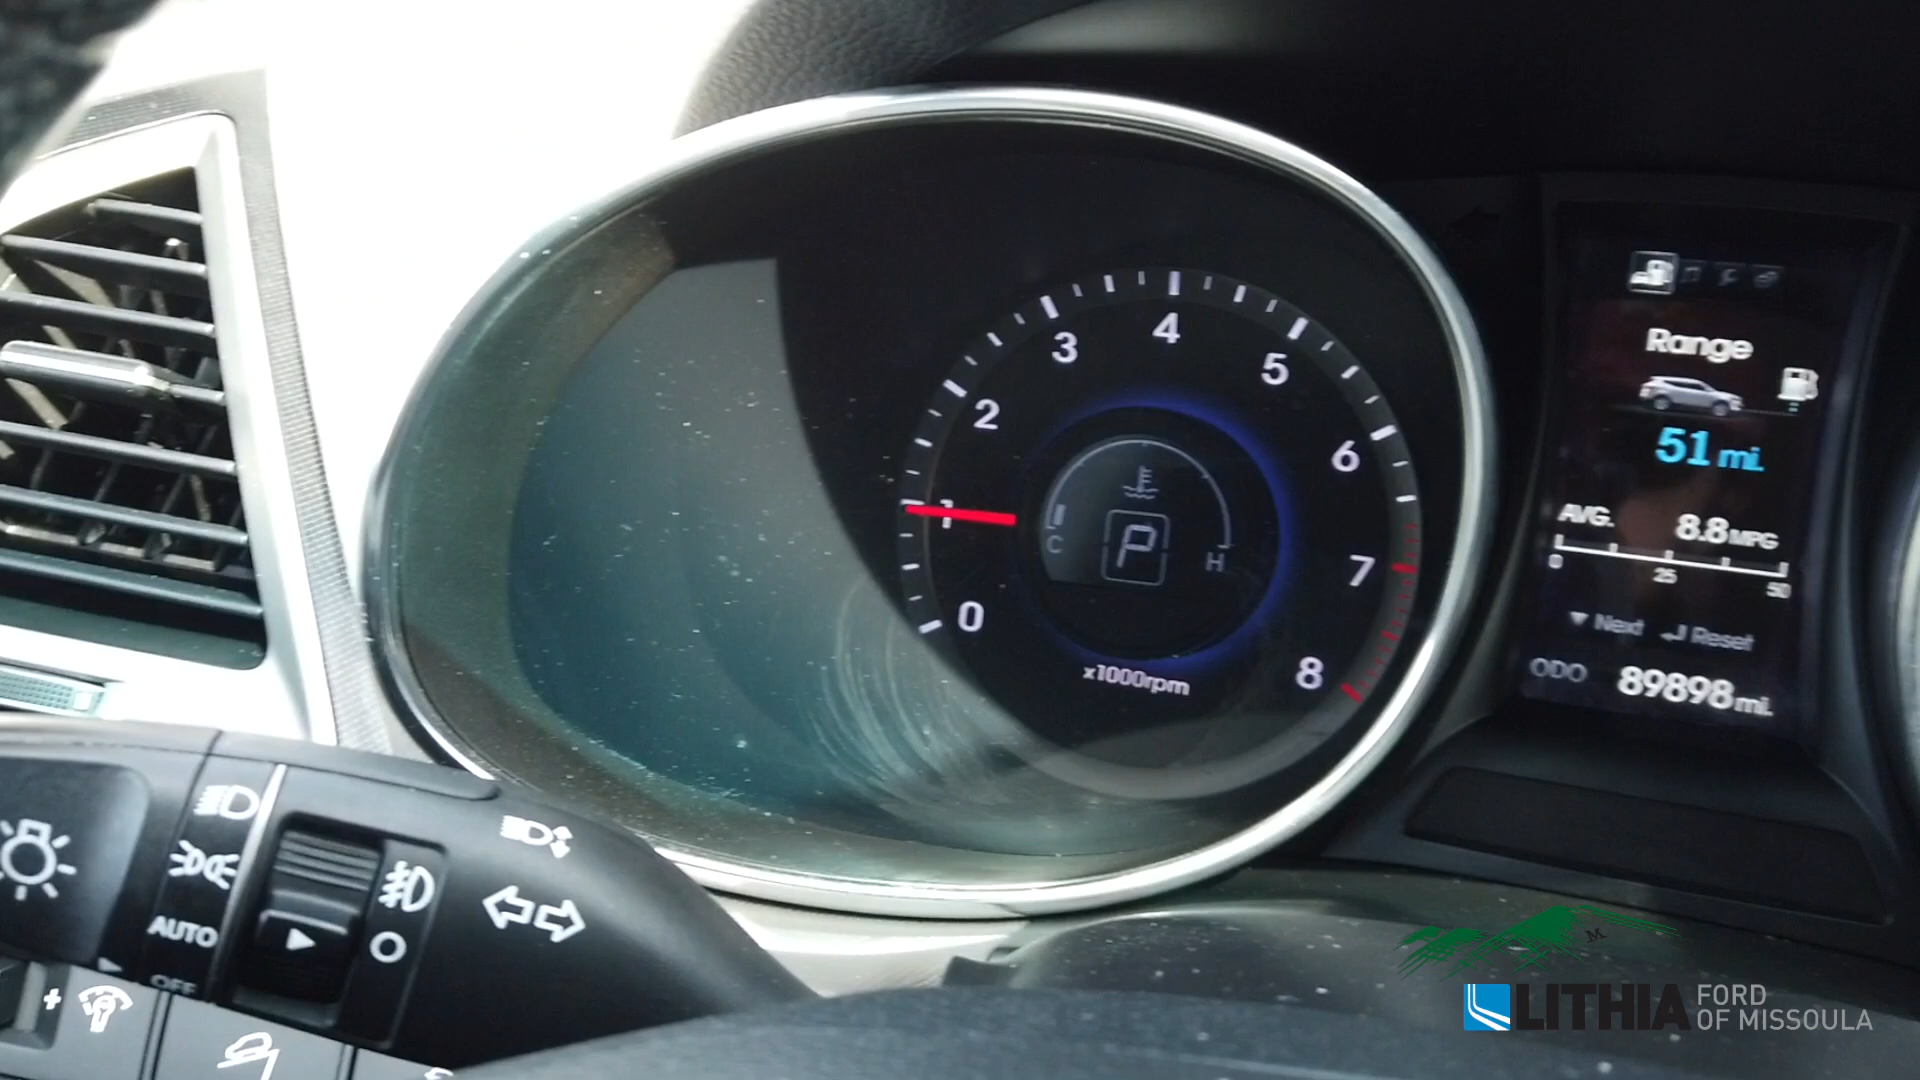 4
3
5
2
6
1
7
0
8
C
P
H
x1000rpm
Range
51 mi.
AVG. 8.8 MPG
0 25 50
Next Reset
ODO 89898 mi.
AUTO
OFF
M
LITHIA FORD
OF MISSOULA